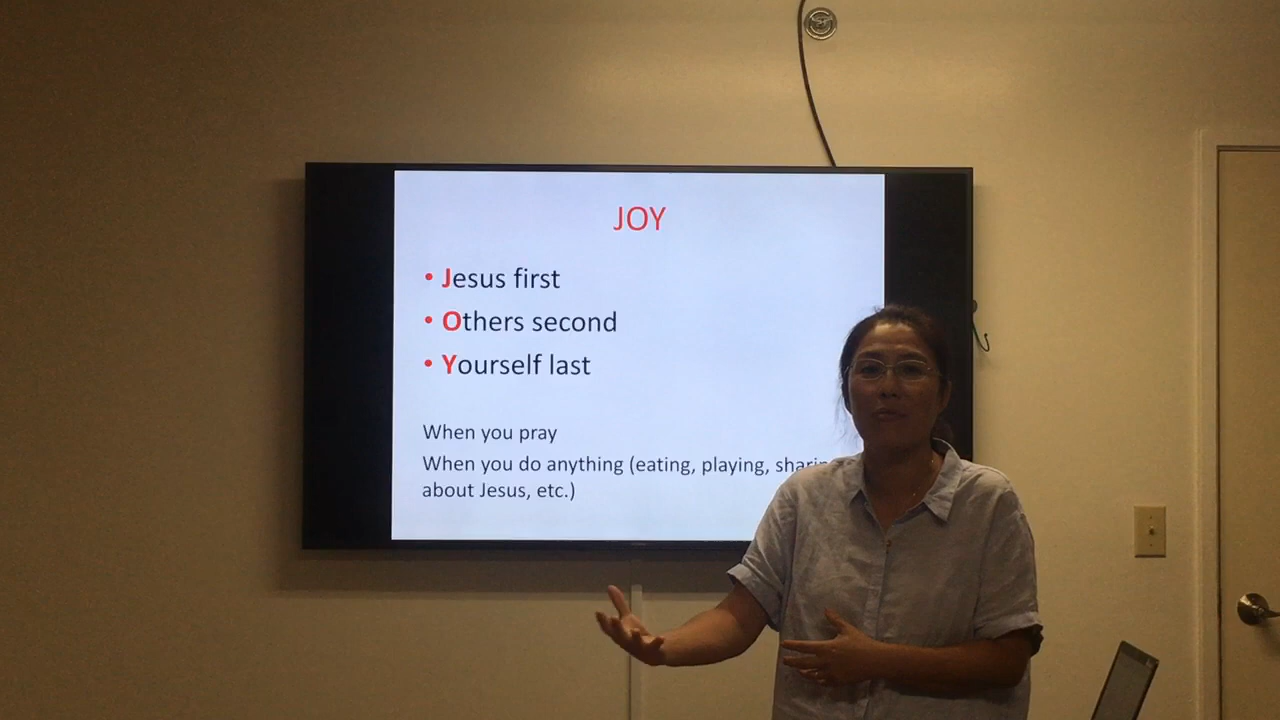 JOY
• Jesus first
• Others second
• Yourself last
When you pray
When you do anything (eating, playing,
about Jesus, etc.)